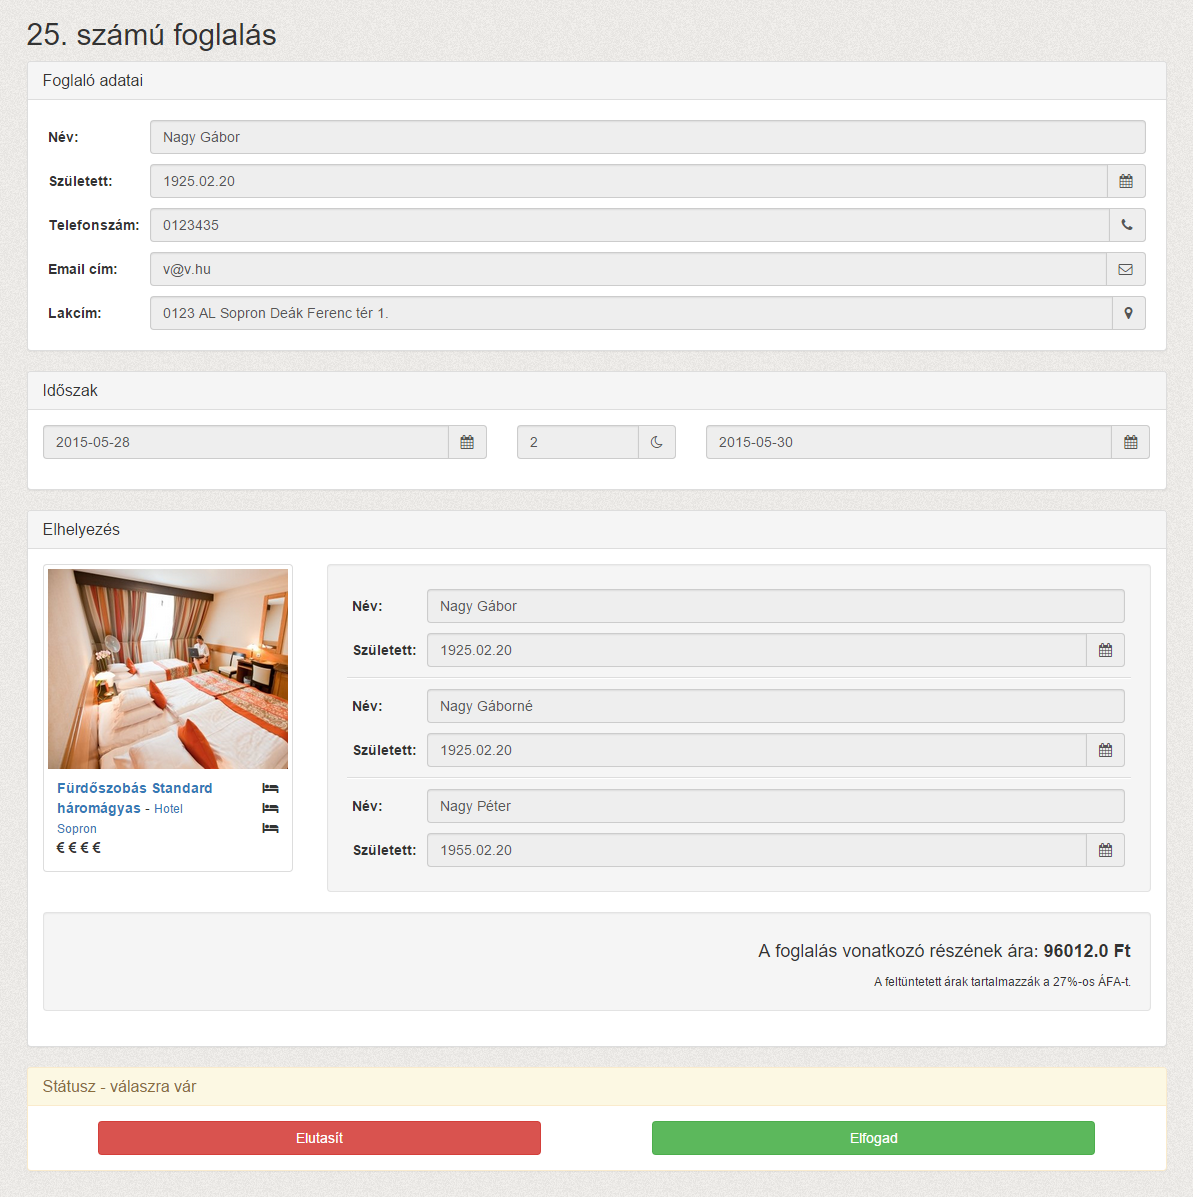 25. számú foglalás
Foglaló adatai
Név: Nagy Gábor
Született: 1925.02.20
Telefonszám: 0123435
Email cím: v@v.hu
Lakcím: 0123 AL Sopron Deák Ferenc tér 1.
Időszak
2015-05-28 2 2015-05-30
Elhelyezés
Fürdőszobás Standard
háromágyas - Hotel
Sopron
€ € € €
Név: Nagy Gábor
Született: 1925.02.20
Név: Nagy Gáborné
Született: 1925.02.20
Név: Nagy Péter
Született: 1955.02.20
A foglalás vonatkozó részének ára: 96012.0 Ft
A feltüntetett árak tartalmazzák a 27%-os ÁFA-t.
Státusz - válaszra vár
Elutasít Elfogad